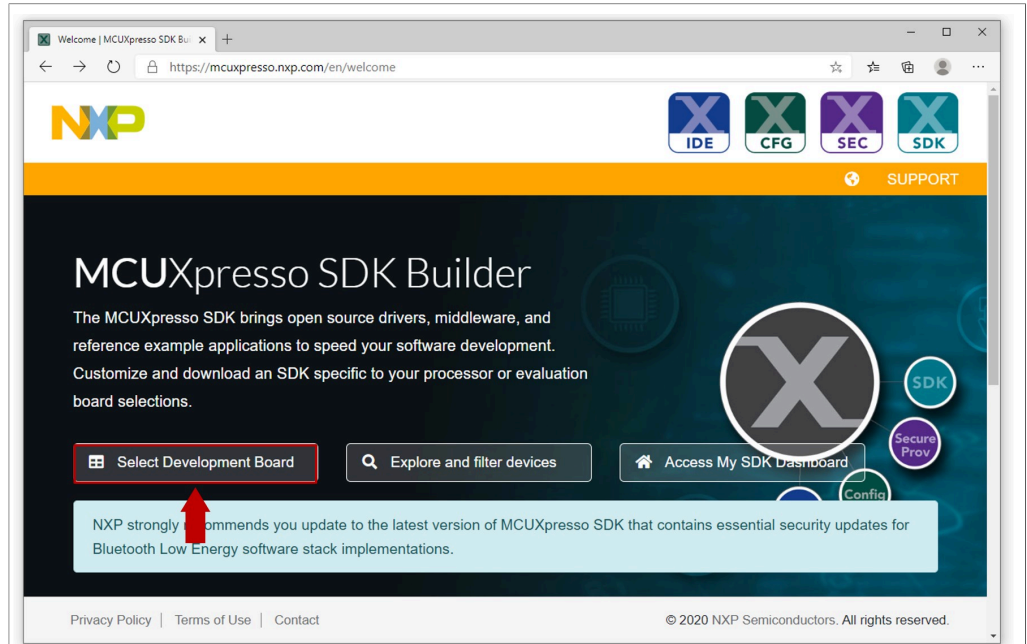 Welcome | MCUXpresso SDK Bui
https://mcuxpresso.nxp.com/en/welcome
NXP
IDE CFG SEC SDK
SUPPORT
MCUXpresso SDK Builder
The MCUXpresso SDK brings open source drivers, middleware, and
reference example applications to speed your software development.
Customize and download an SDK specific to your processor or evaluation
board selections.
SDK
Secure
Prov
Select Development Board
Explore and filter devices
Access My SDK Dashboard
Config
NXP strongly recommends you update to the latest version of MCUXpresso SDK that contains essential security updates for
Bluetooth Low Energy software stack implementations.
Privacy Policy | Terms of Use | Contact
© 2020 NXP Semiconductors. All rights reserved.